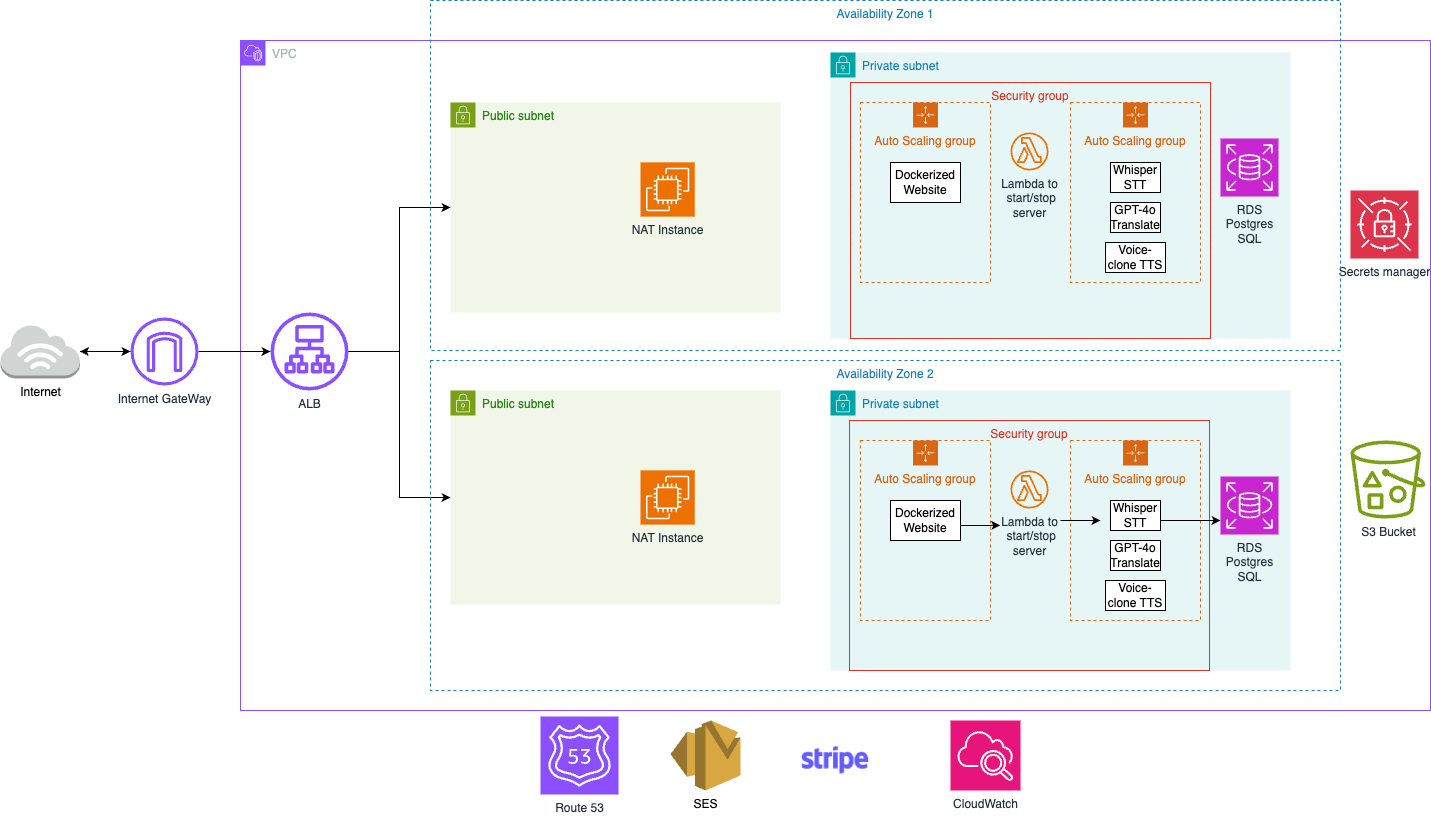 Availability Zone 1
VPC
Private subnet
Security group
Public subnet
Auto Scaling group
Auto Scaling group
Dockerized
Website
Lambda to
start/stop
server
Whisper
STT
GPT-4o
Translate
Voice-
clone TTS
RDS
Postgres
SQL
NAT Instance
Secrets manager
Internet
Internet GateWay
ALB
Availability Zone 2
Public subnet
Private subnet
Security group
Auto Scaling group
Auto Scaling group
Dockerized
Website
Lambda to
start/stop
server
Whisper
STT
GPT-4o
Translate
Voice-
clone TTS
RDS
Postgres
SQL
NAT Instance
S3 Bucket
53
Route 53
SES
stripe
CloudWatch